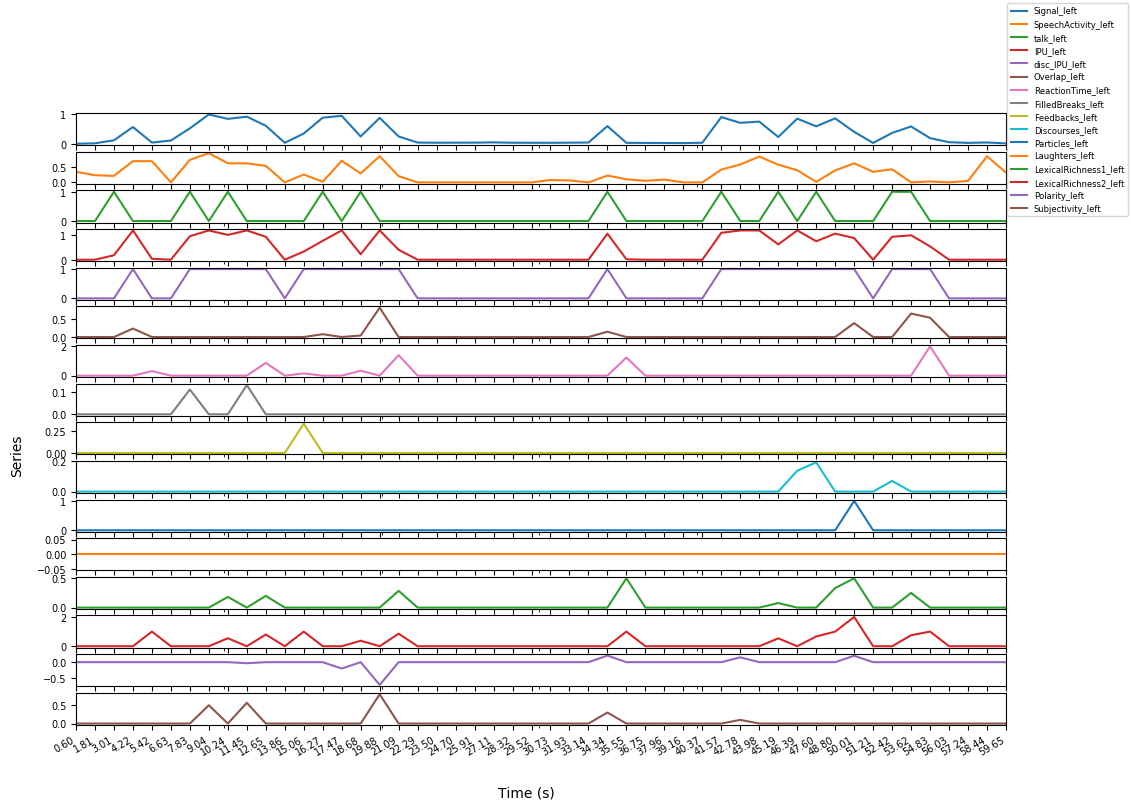 Signal_left
SpeechActivity_left
talk_left
IPU_left
disc_IPU_left
Overlap_left
ReactionTime_left
FilledBreaks_left
Feedbacks_left
Discourses_left
Particles_left
Laughters_left
LexicalRichness1_left
LexicalRichness2_left
Polarity_left
Subjectivity_left
1
0
0.5
0.0
1
0
1
0
1
0
0.5
0.0
2
0
0.1
0.0
0.25
0.00
0.2
0.0
1
0
0.05
0.00
−0.05
0.5
0.0
2
0
0.0
−0.5
0.5
0.0
Series
0.60 1.81 3.01 4.22 5.42 6.63 7.83 9.04 10.24 11.45 12.65 13.86 15.06 16.27 17.47 18.68 19.88 21.09 22.29 23.50 24.70 25.91 27.11 28.32 29.52 30.73 31.93 33.14 34.34 35.55 36.75 37.96 39.16 40.37 41.57 42.78 43.98 45.19 46.39 47.60 48.80 50.01 51.21 52.42 53.62 54.83 56.03 57.24 58.44 59.65
Time (s)